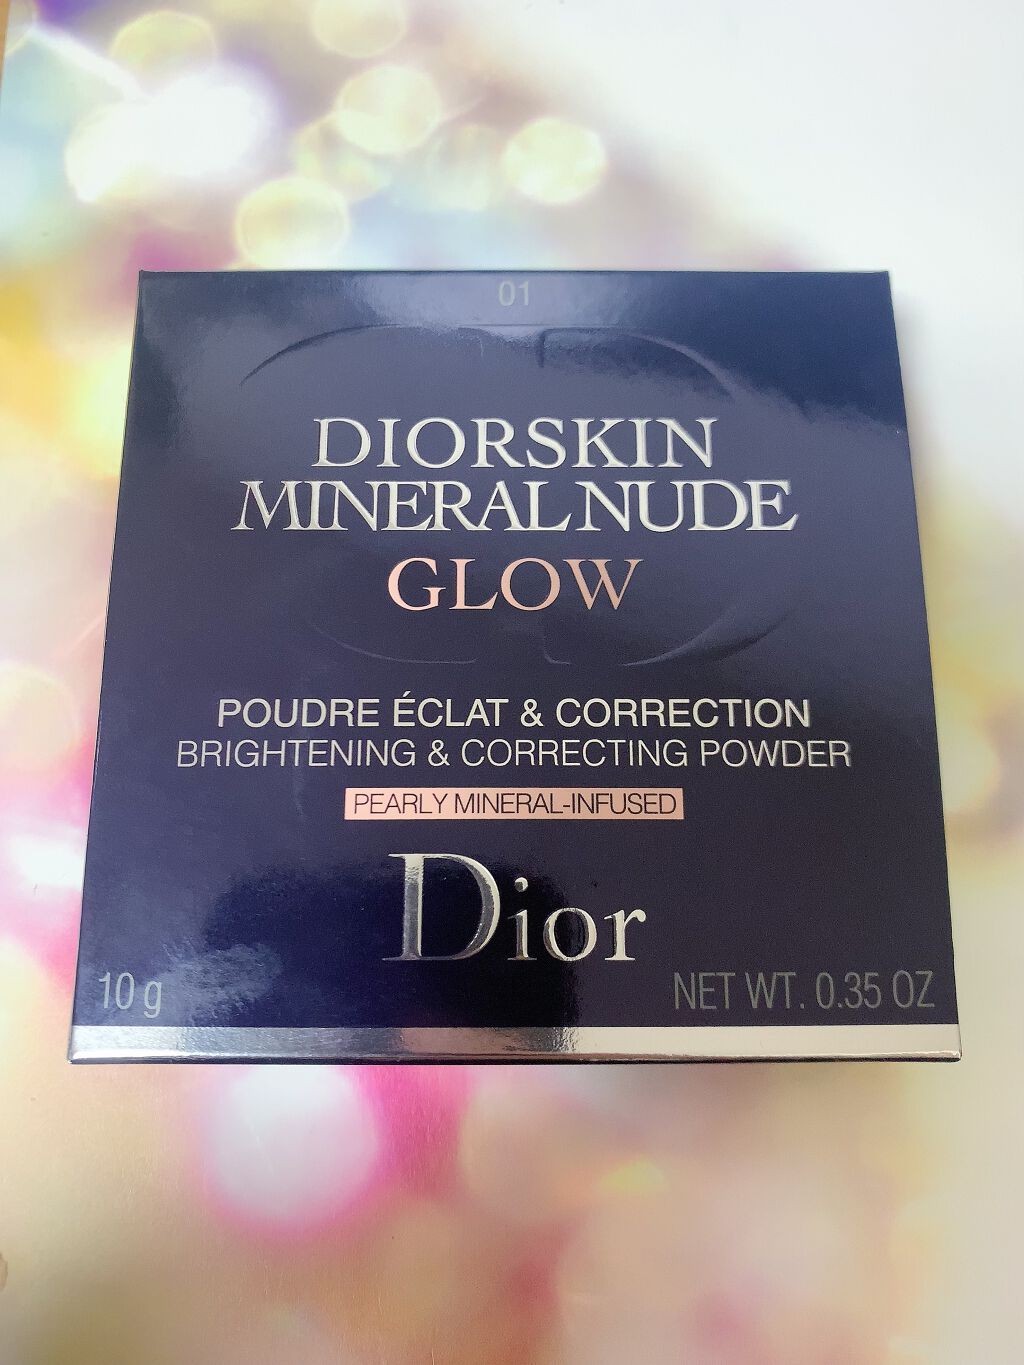 01
DIORSKIN
MINERAL NUDE
GLOW
POUDRE ÉCLAT & CORRECTION
BRIGHTENING & CORRECTING POWDER
PEARLY MINERAL-INFUSED
Dior
10 g
NET WT. 0.35 OZ